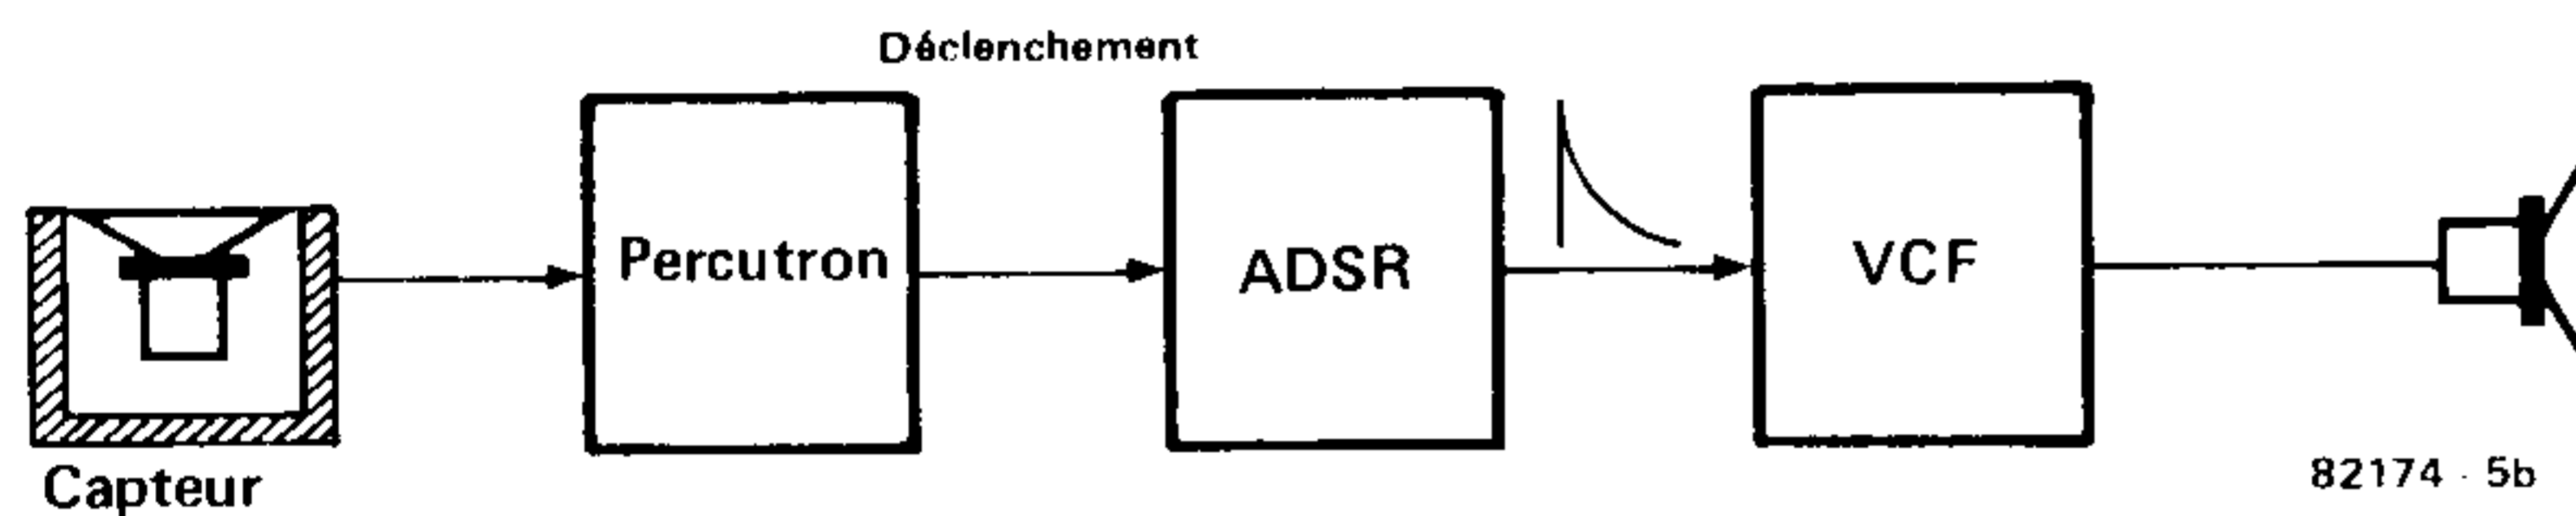 Déclenchement
Percutron
ADSR
VCF
Capteur
82174 - 5b